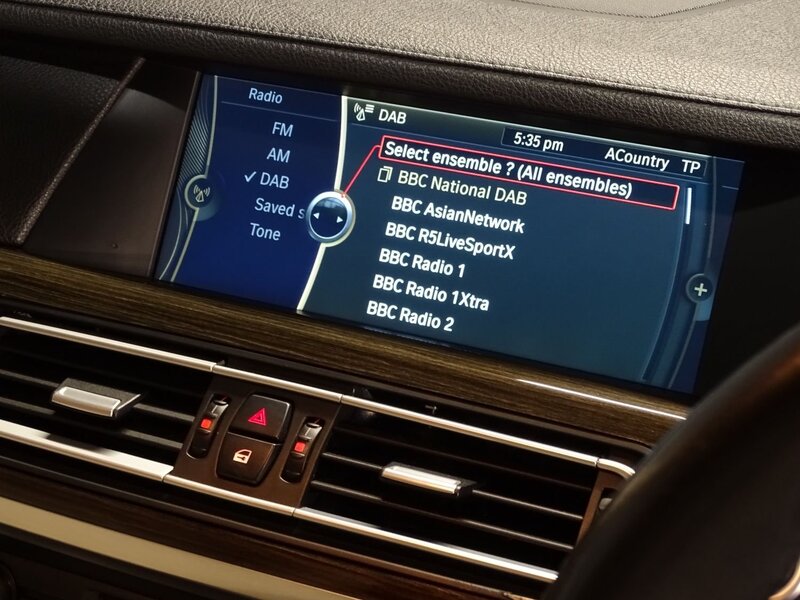 Radio
FM
AM
DAB
Saved s
Tone
DAB
5:35 pm
ACountry TP
Select ensemble ? (All ensembles)
BBC National DAB
BBC AsianNetwork
BBC R5LiveSportX
BBC Radio 1
BBC Radio 1Xtra
BBC Radio 2